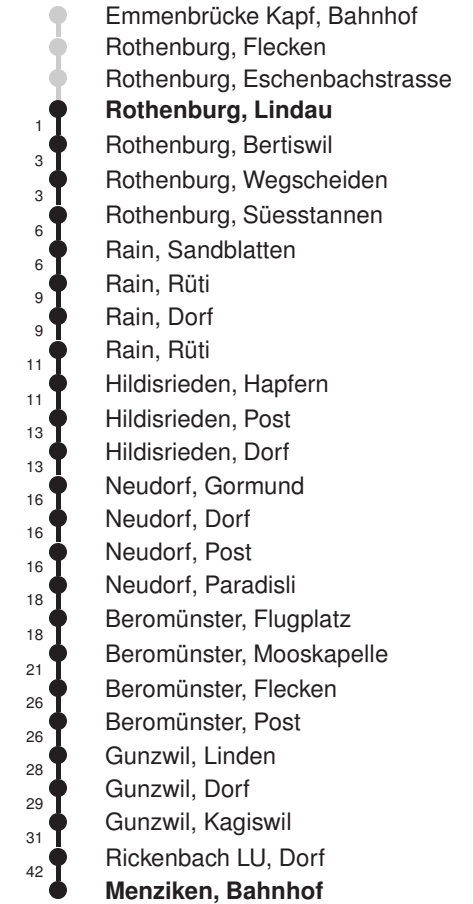 Emmenbrücke Kapf, Bahnhof
Rothenburg, Flecken
Rothenburg, Eschenbachstrasse
Rothenburg, Lindau
1
Rothenburg, Bertiswil
3
Rothenburg, Wegscheiden
3
Rothenburg, Süesstannen
6
Rain, Sandblatten
6
Rain, Rüti
9
Rain, Dorf
9
Rain, Rüti
11
Hildisrieden, Hapfern
11
Hildisrieden, Post
13
Hildisrieden, Dorf
13
Neudorf, Gormund
16
Neudorf, Dorf
16
Neudorf, Post
16
Neudorf, Paradisli
18
Beromünster, Flugplatz
18
Beromünster, Mooskapelle
21
Beromünster, Flecken
26
Beromünster, Post
26
Gunzwil, Linden
28
Gunzwil, Dorf
29
Gunzwil, Kagiswil
31
Rickenbach LU, Dorf
42
Menziken, Bahnhof